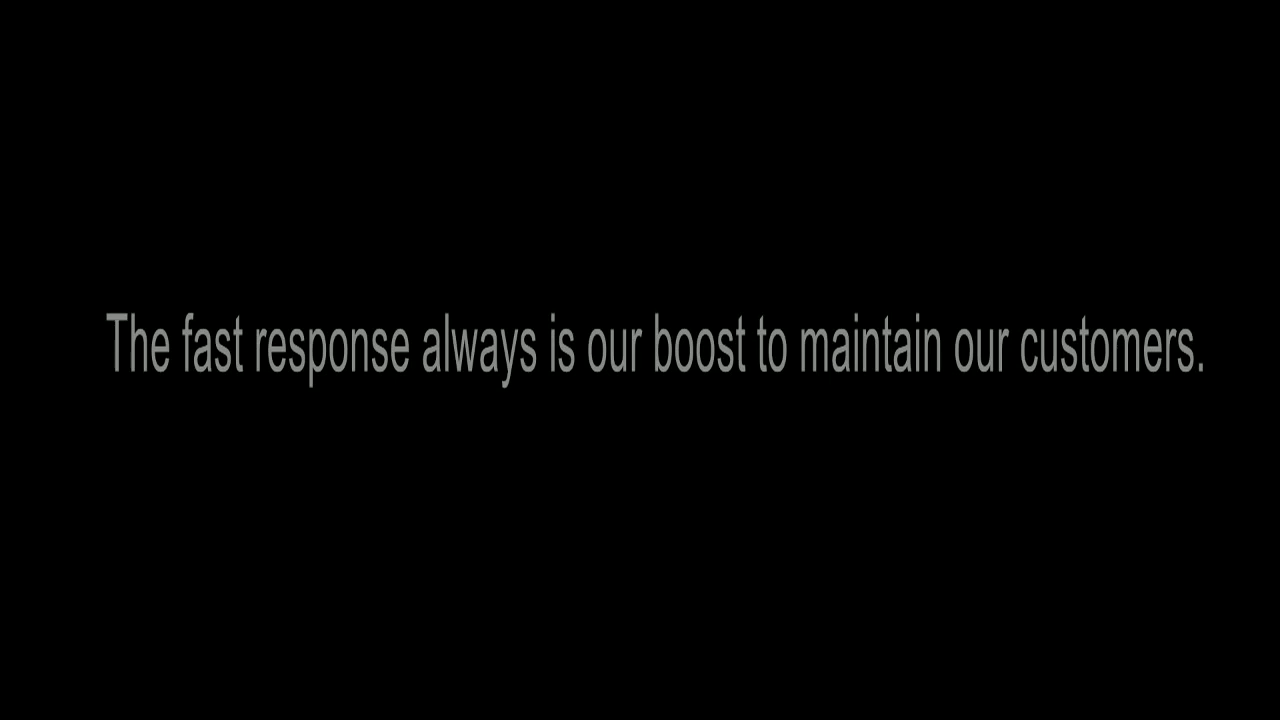 The fast response always is our boost to maintain our customers.